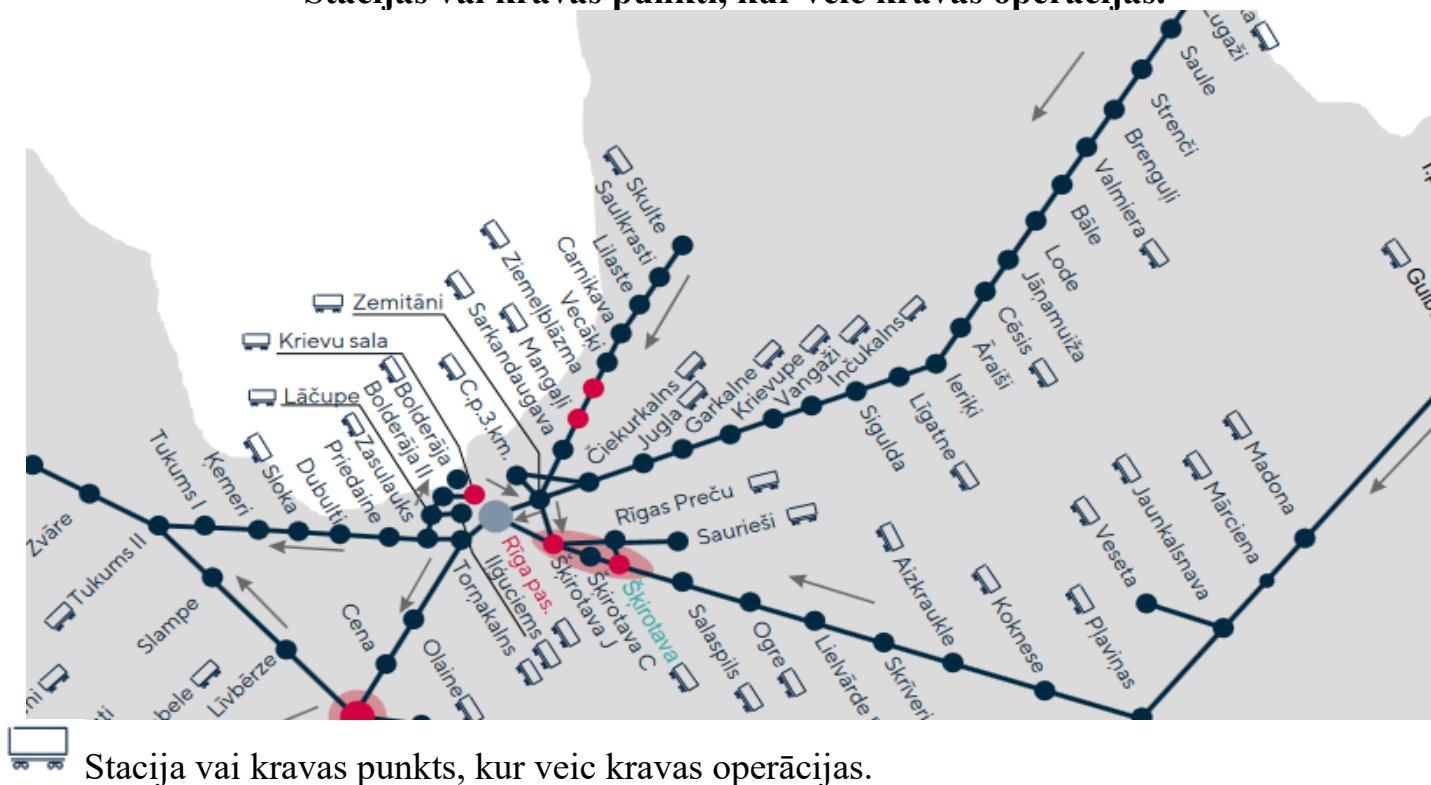 Stacijas vai kravas punkti, kur veic kravas operācijas.
Lugaži
Saule
Strenči
Brenguļi
Valmiera
Bāle
Lode
Jāņamuiža
Cēsis
Āraiši
Ieriķi
Līgatne
Sigulda
Inčukalns
Vangaži
Krievupe
Garkalne
Jugla
Čiekurkalns
Skulte
Saulkrasti
Lilaste
Carnikava
Vecāķi
Ziemeļblāzma
Mangaļi
Sarkandaugava
Zemitāni
Krievu sala
Lāčupe
C.p.3.km.
Bolderāja
Bolderāja II
Zasulauks
Priedaine
Dubulti
Sloka
Ķemeri
Tukums I
Zvāre
Tukums II
Slampe
Līvbērze
Cena
Olaine
Torņakalns
Iļģuciems
Rīga pas.
Šķirotava J
Šķirotava C
Šķirotava
Rīgas Preču
Saurieši
Salaspils
Ogre
Lielvārde
Skrīveri
Aizkraukle
Koknese
Pļaviņas
Veseta
Jaunkalsnava
Mārciena
Madona
Stacija vai kravas punkts, kur veic kravas operācijas.